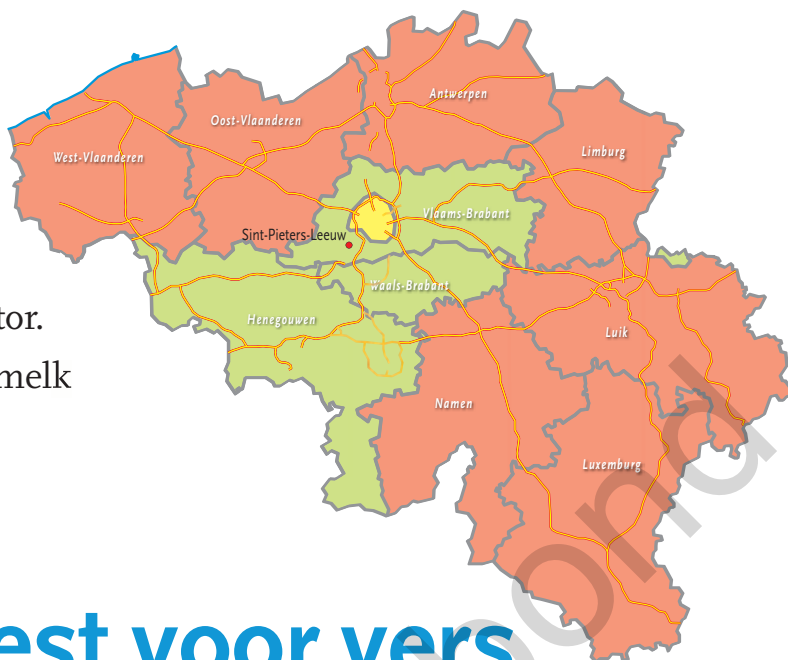 Antwerpen
Oost-Vlaanderen
Limburg
West-Vlaanderen
Vlaams-Brabant
Sint-Pieters-Leeuw
Waals-Brabant
tor.
Henegouwen
Luik
melk
Namen
Luxemburg
est voor vers
bond